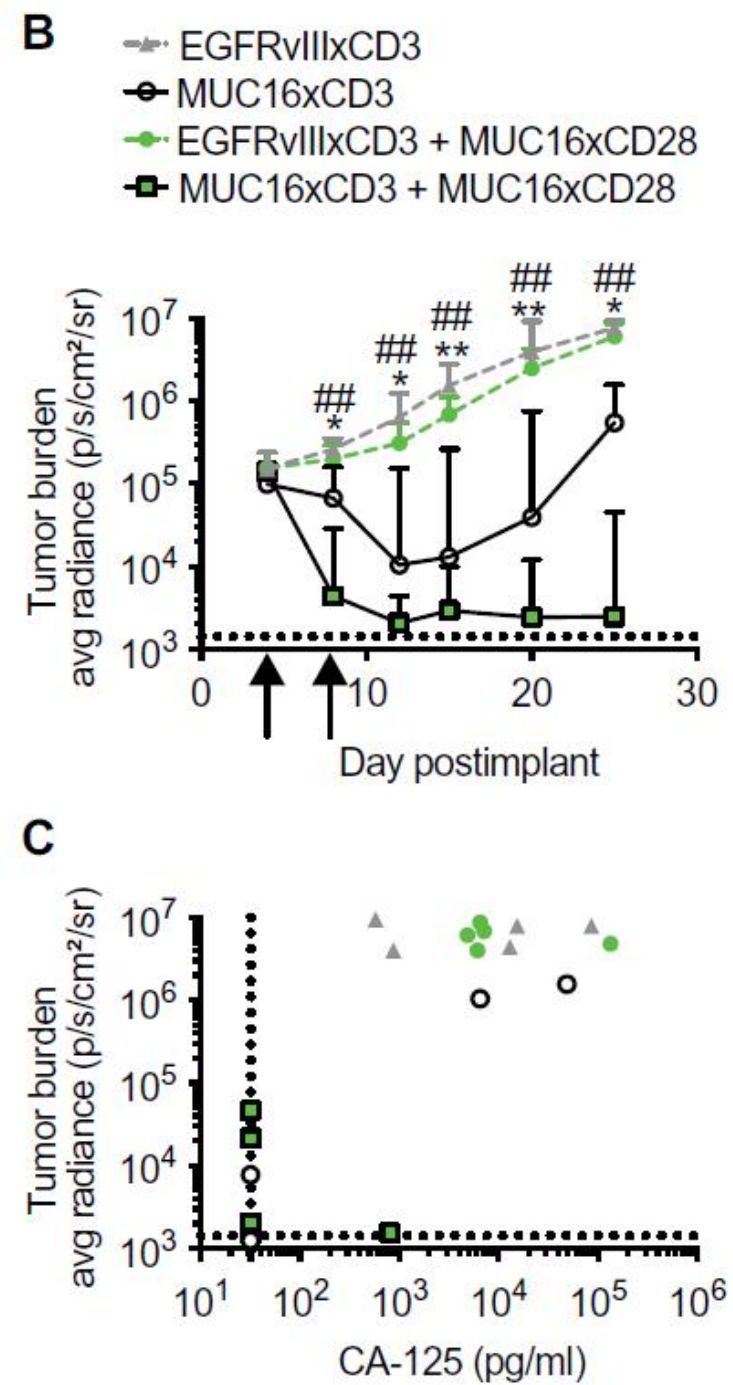 B
EGFRvIIIxCD3
MUC16xCD3
EGFRvIIIxCD3 + MUC16xCD28
MUC16xCD3 + MUC16xCD28
Tumor burden
avg radiance (p/s/cm²/sr)
10⁷
10⁶
10⁵
10⁴
10³
##
*
##
*
##
**
##
**
##
*
0
10
20
30
Day postimplant
C
Tumor burden
avg radiance (p/s/cm²/sr)
10⁷
10⁶
10⁵
10⁴
10³
10¹
10²
10³
10⁴
10⁵
10⁶
CA-125 (pg/ml)